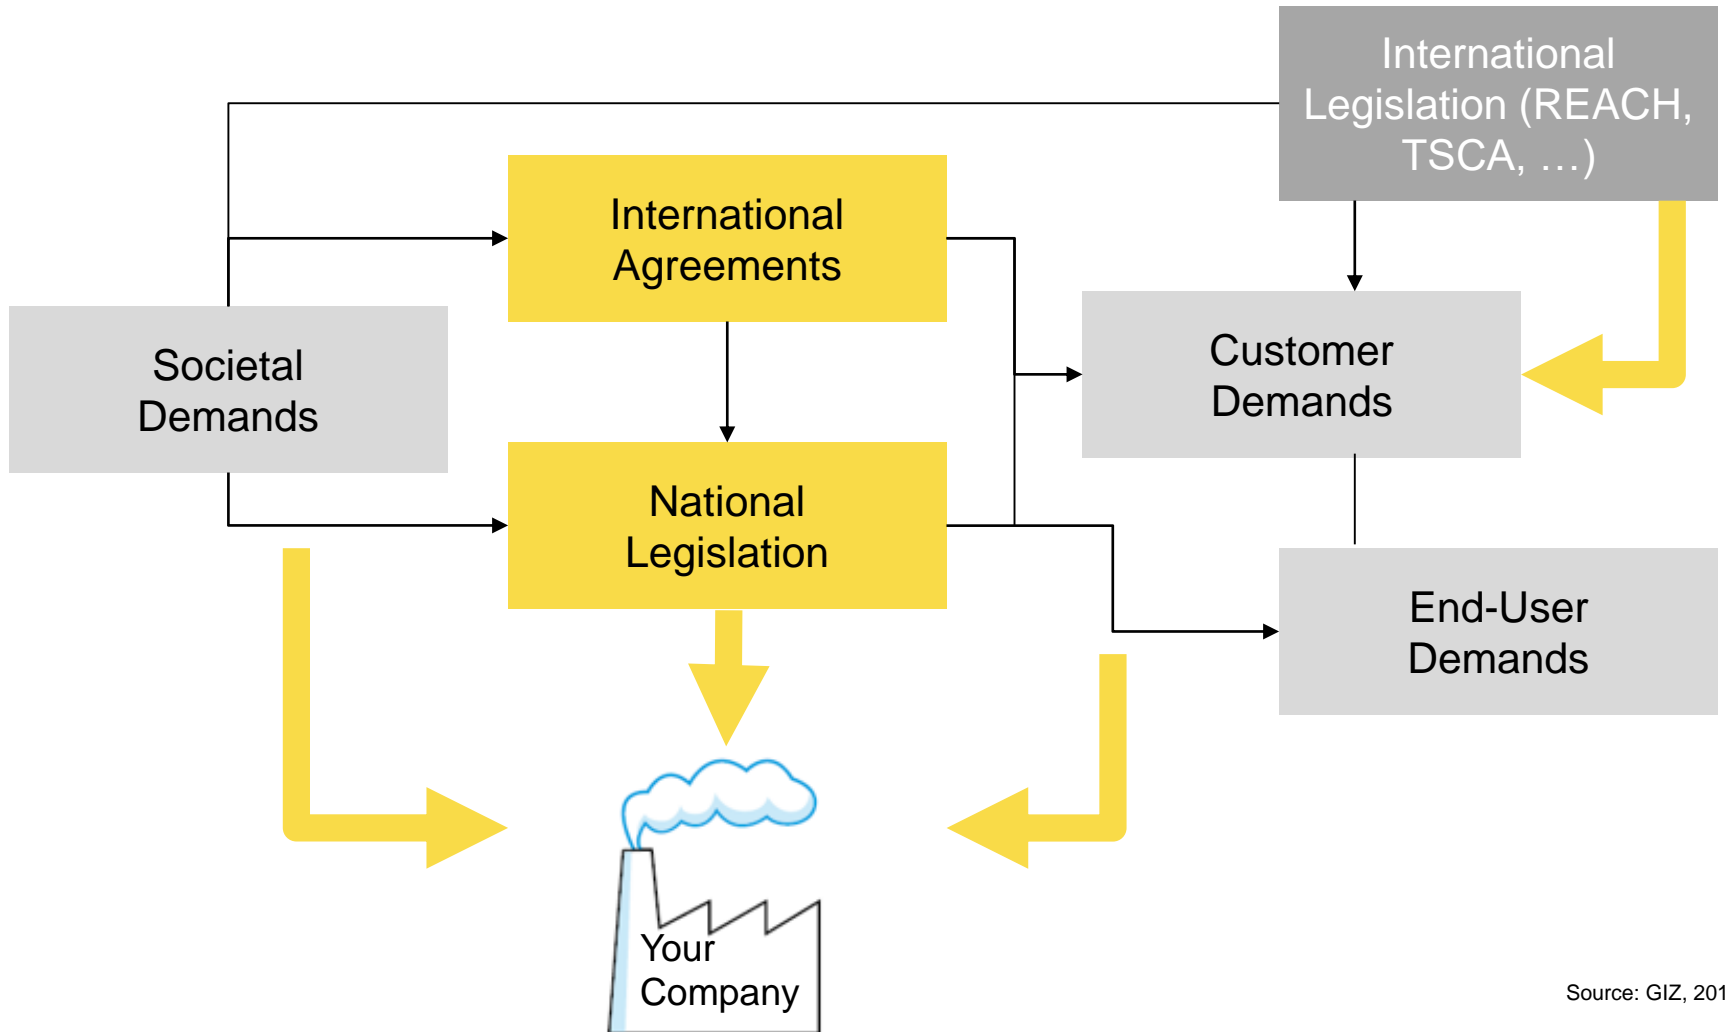 International
Legislation (REACH,
TSCA, …)
International
Agreements
Societal
Demands
Customer
Demands
National
Legislation
End-User
Demands
Your
Company
Source: GIZ, 201